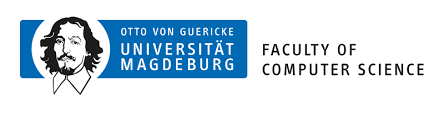 OTTO VON GUERICKE
UNIVERSITÄT
MAGDEBURG
FACULTY OF
COMPUTER SCIENCE